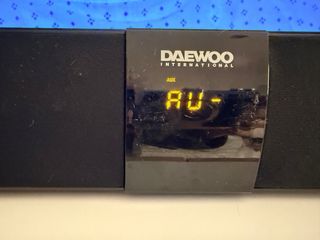 DAEWOO
INTERNATIONAL
AUX
AU-